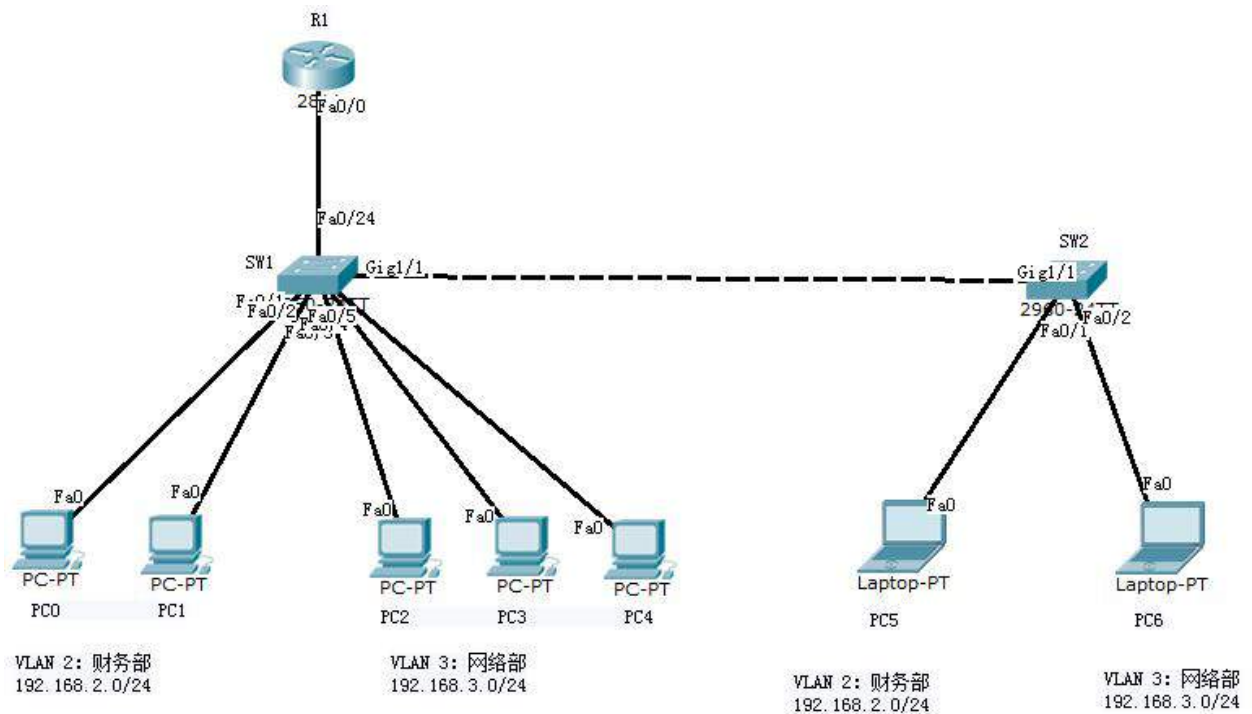 R1
Fa0/0
Fa0/24
SW1
Gig1/1
Gig1/1
SW2
Fa0/2
Fa0/5
Fa0/1
Fa0/2
Fa0
Fa0
Fa0
Fa0
Fa0
Fa0
Fa0
PC-PT
PC-PT
PC-PT
PC-PT
PC-PT
Laptop-PT
Laptop-PT
PC0
PC1
PC2
PC3
PC4
PC5
PC6
VLAN 2: 财务部
192.168.2.0/24
VLAN 3: 网络部
192.168.3.0/24
VLAN 2: 财务部
192.168.2.0/24
VLAN 3: 网络部
192.168.3.0/24